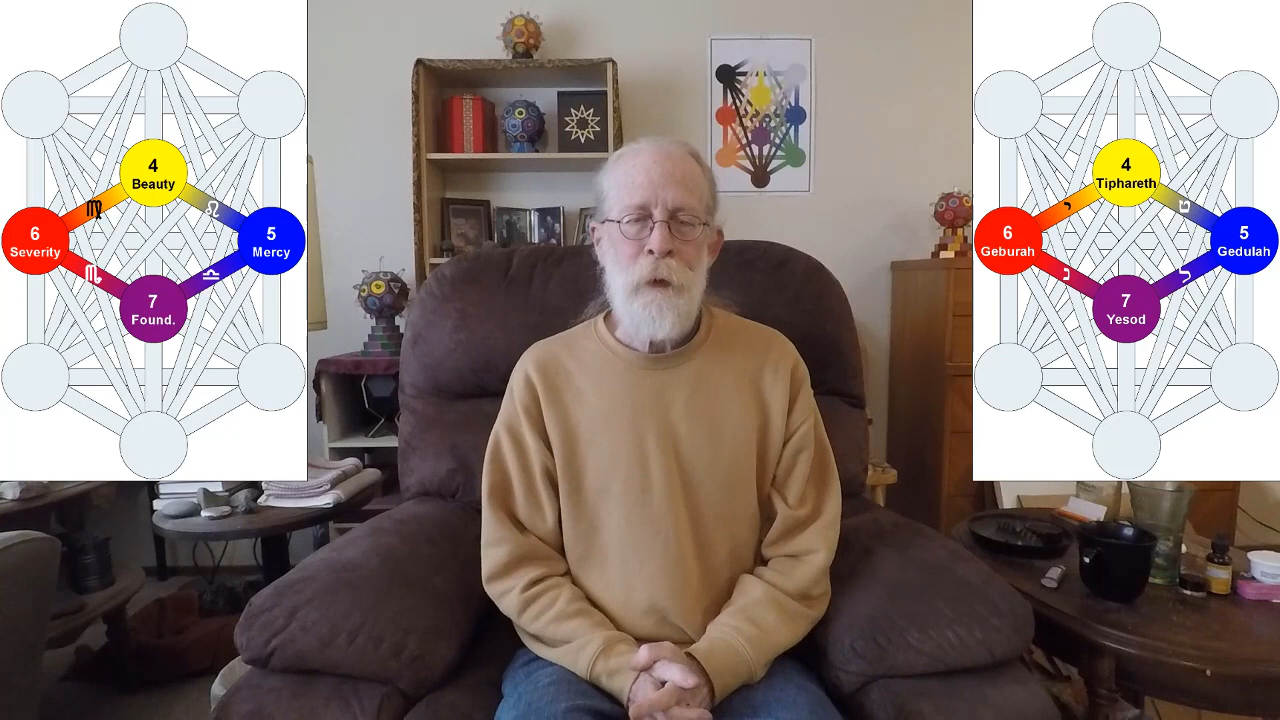 4
Beauty
♍ ♌
6
Severity
5
Mercy
♏ ♎
7
Found.
4
Tiphareth
י ט
6
Geburah
5
Gedulah
נ ל
7
Yesod